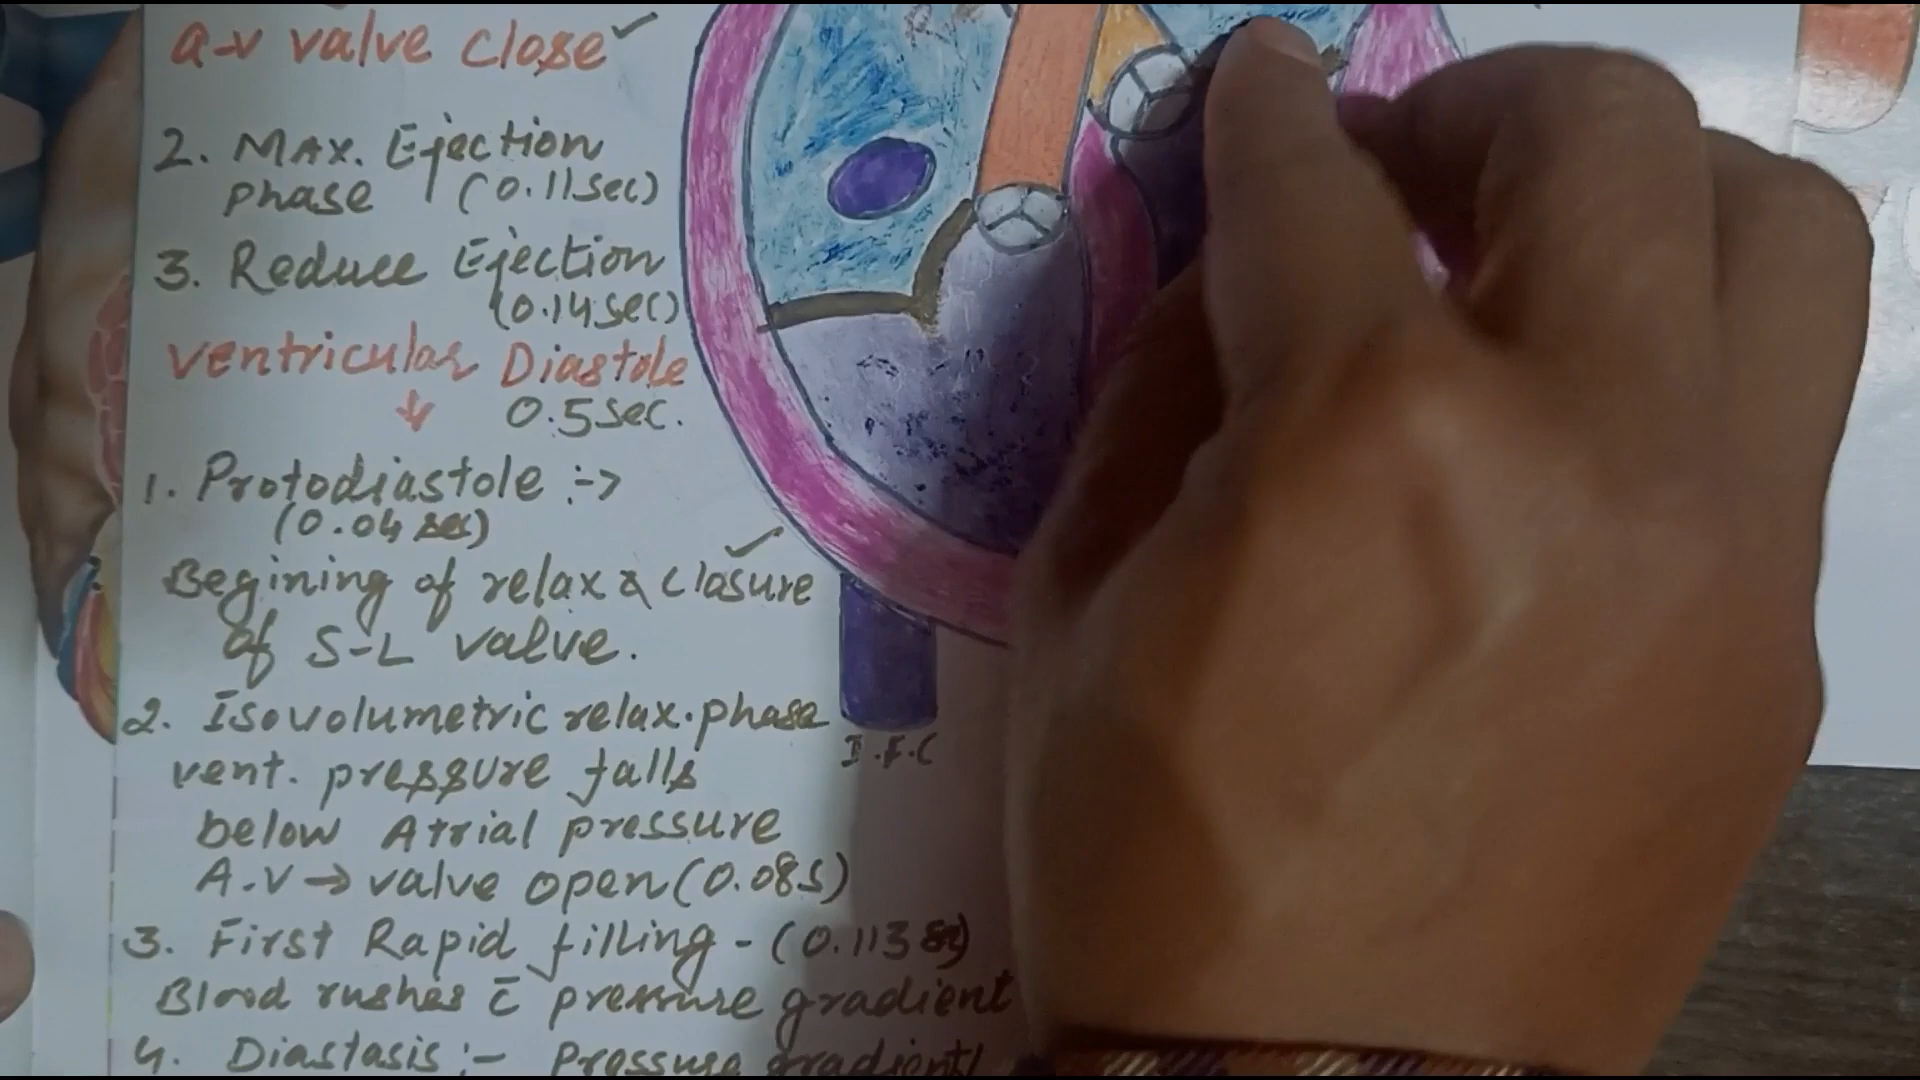 a-v valve close ✓
2. Max. Ejection
phase (0.11sec)
3. Reduce Ejection
(0.14sec)
ventricular Diastole
↓ 0.5sec.
1. Protodiastole :->
(0.04 sec)
Begining of relax & closure ✓
of S-L valve.
2. Isovolumetric relax. phase
vent. pressure falls
below Atrial pressure
A.V → valve open (0.08s)
3. First Rapid filling - (0.113 se)
Blood rushes c̄ pressure gradient
4. Diastasis :- Pressure gradient